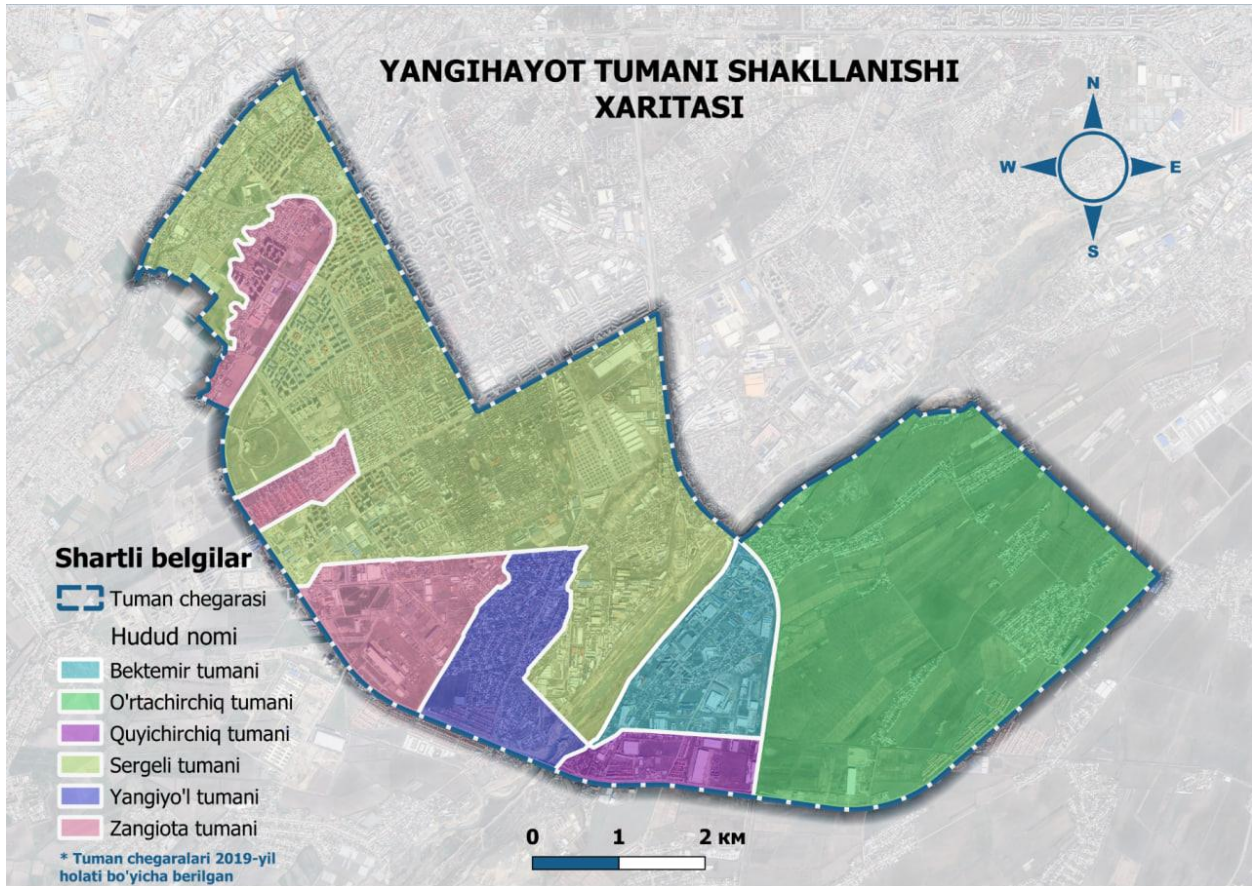 YANGIHAYOT TUMANI SHAKLLANISHI
XARITASI
N
W
E
S
Shartli belgilar
Tuman chegarasi
Hudud nomi
Bektemir tumani
O'rtachirchiq tumani
Quyichirchiq tumani
Sergeli tumani
Yangiyo'l tumani
Zangiota tumani
* Tuman chegaralari 2019-yil
holati bo'yicha berilgan
0 1 2 км